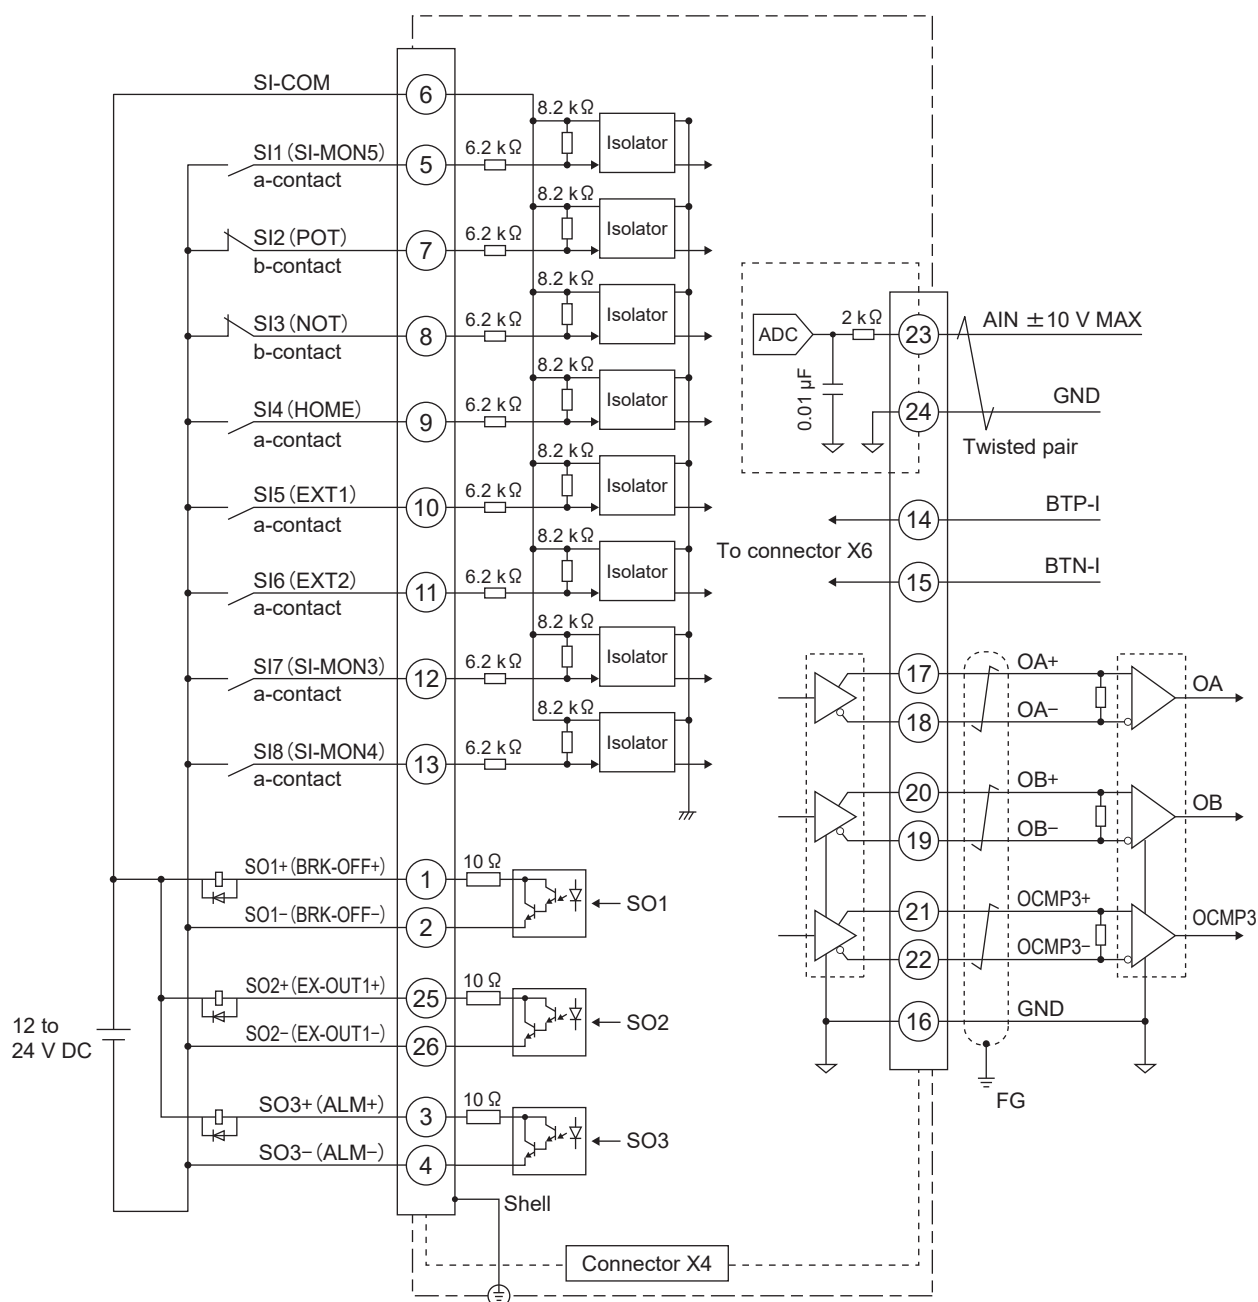 SI-COM
6
8.2 kΩ
Isolator
SI1 (SI-MON5)
a-contact
5
6.2 kΩ
8.2 kΩ
Isolator
SI2 (POT)
b-contact
7
6.2 kΩ
8.2 kΩ
Isolator
SI3 (NOT)
b-contact
8
6.2 kΩ
8.2 kΩ
Isolator
SI4 (HOME)
a-contact
9
6.2 kΩ
8.2 kΩ
Isolator
SI5 (EXT1)
a-contact
10
6.2 kΩ
8.2 kΩ
Isolator
SI6 (EXT2)
a-contact
11
6.2 kΩ
8.2 kΩ
Isolator
SI7 (SI-MON3)
a-contact
12
6.2 kΩ
8.2 kΩ
Isolator
SI8 (SI-MON4)
a-contact
13
6.2 kΩ
SO1+ (BRK-OFF+)
1
10 Ω
SO1− (BRK-OFF−)
2
SO1
SO2+ (EX-OUT1+)
25
10 Ω
SO2− (EX-OUT1−)
26
SO2
12 to
24 V DC
SO3+ (ALM+)
3
10 Ω
SO3− (ALM−)
4
SO3
Shell
Connector X4
ADC
2 kΩ
0.01 µF
23
AIN ±10 V MAX
24
GND
Twisted pair
14
BTP-I
To connector X6
15
BTN-I
17
OA+
18
OA−
OA
20
OB+
19
OB−
OB
21
OCMP3+
22
OCMP3−
OCMP3
16
GND
FG